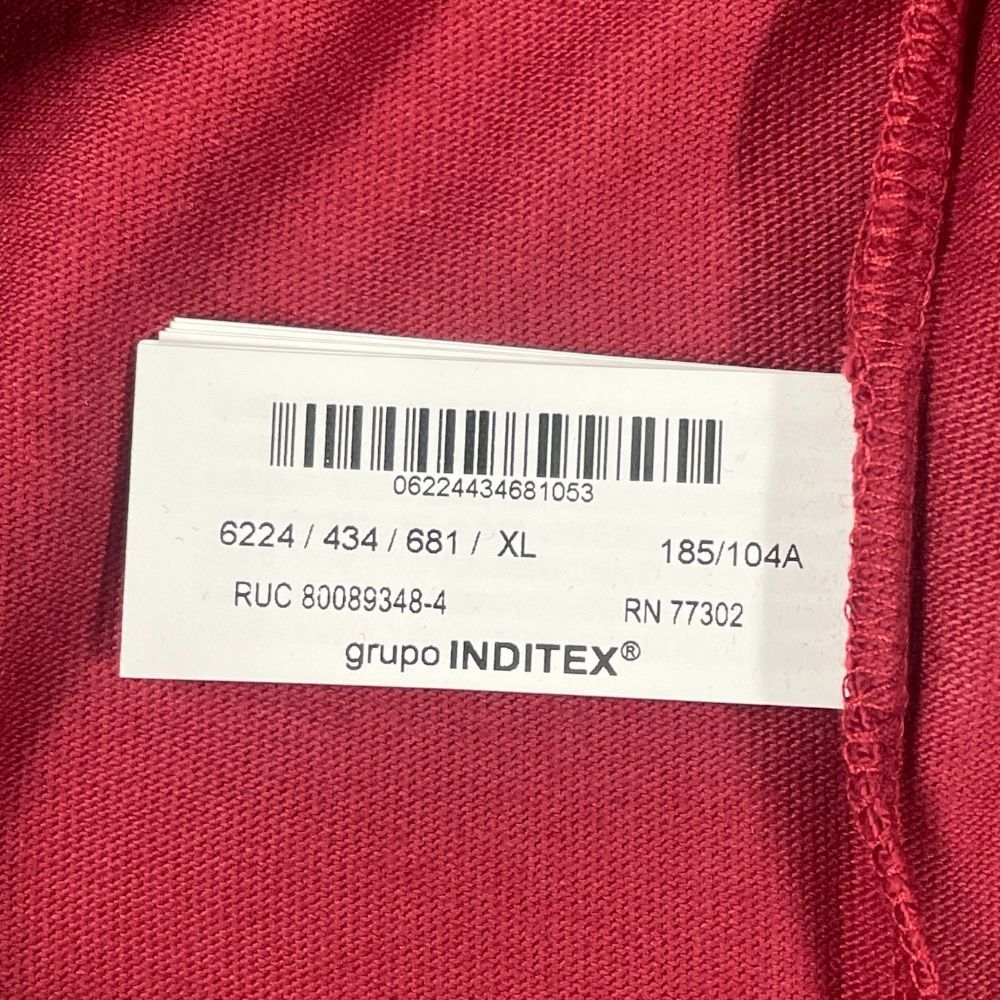 06224434681053
6224 / 434 / 681 / XL 185/104A
RUC 80089348-4 RN 77302
grupo INDITEX®